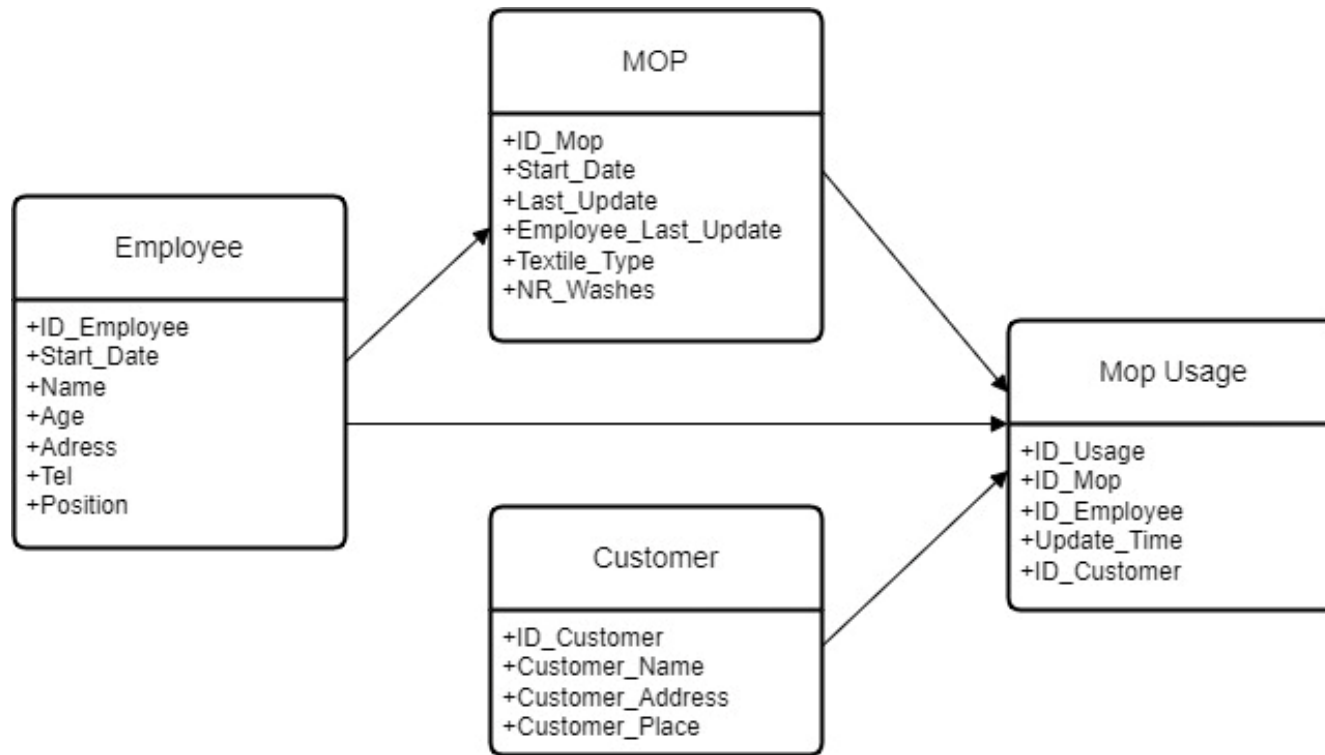 MOP
+ID_Mop
+Start_Date
+Last_Update
+Employee_Last_Update
+Textile_Type
+NR_Washes
Employee
+ID_Employee
+Start_Date
+Name
+Age
+Adress
+Tel
+Position
Mop Usage
+ID_Usage
+ID_Mop
+ID_Employee
+Update_Time
+ID_Customer
Customer
+ID_Customer
+Customer_Name
+Customer_Address
+Customer_Place